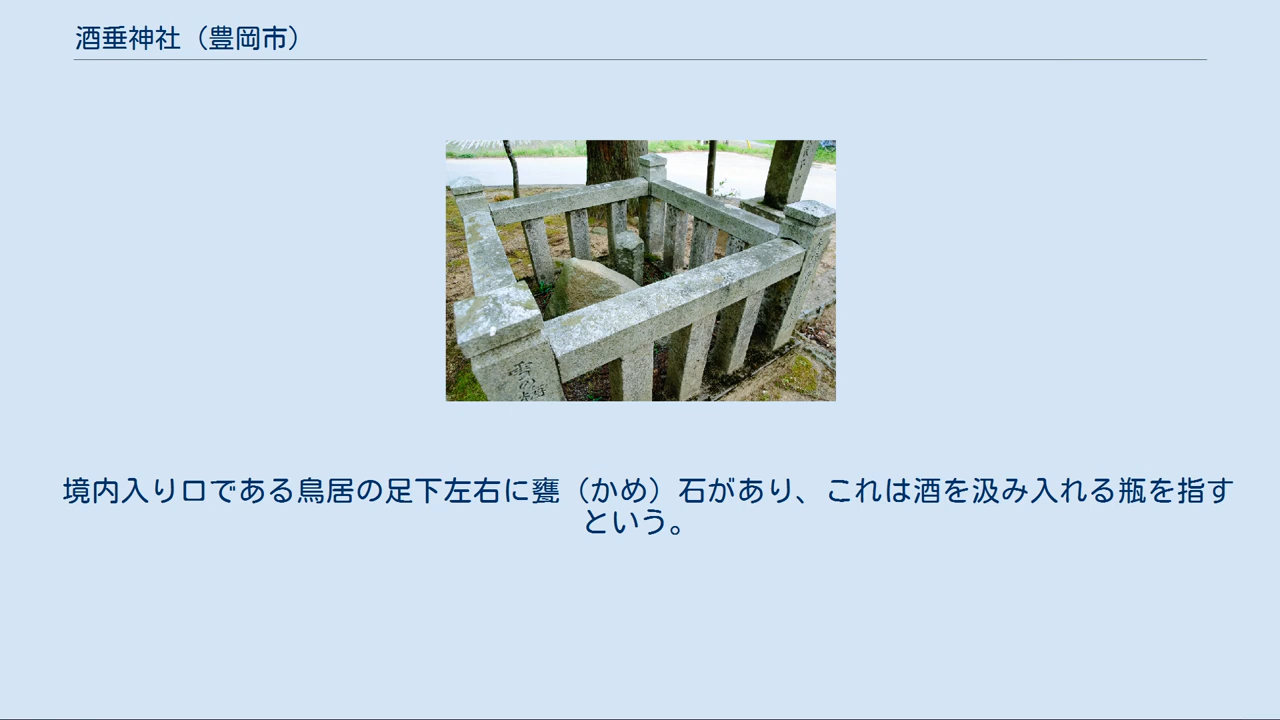 酒垂神社（豊岡市）
境内入り口である鳥居の足下左右に甕（かめ）石があり、これは酒を汲み入れる瓶を指す
という。